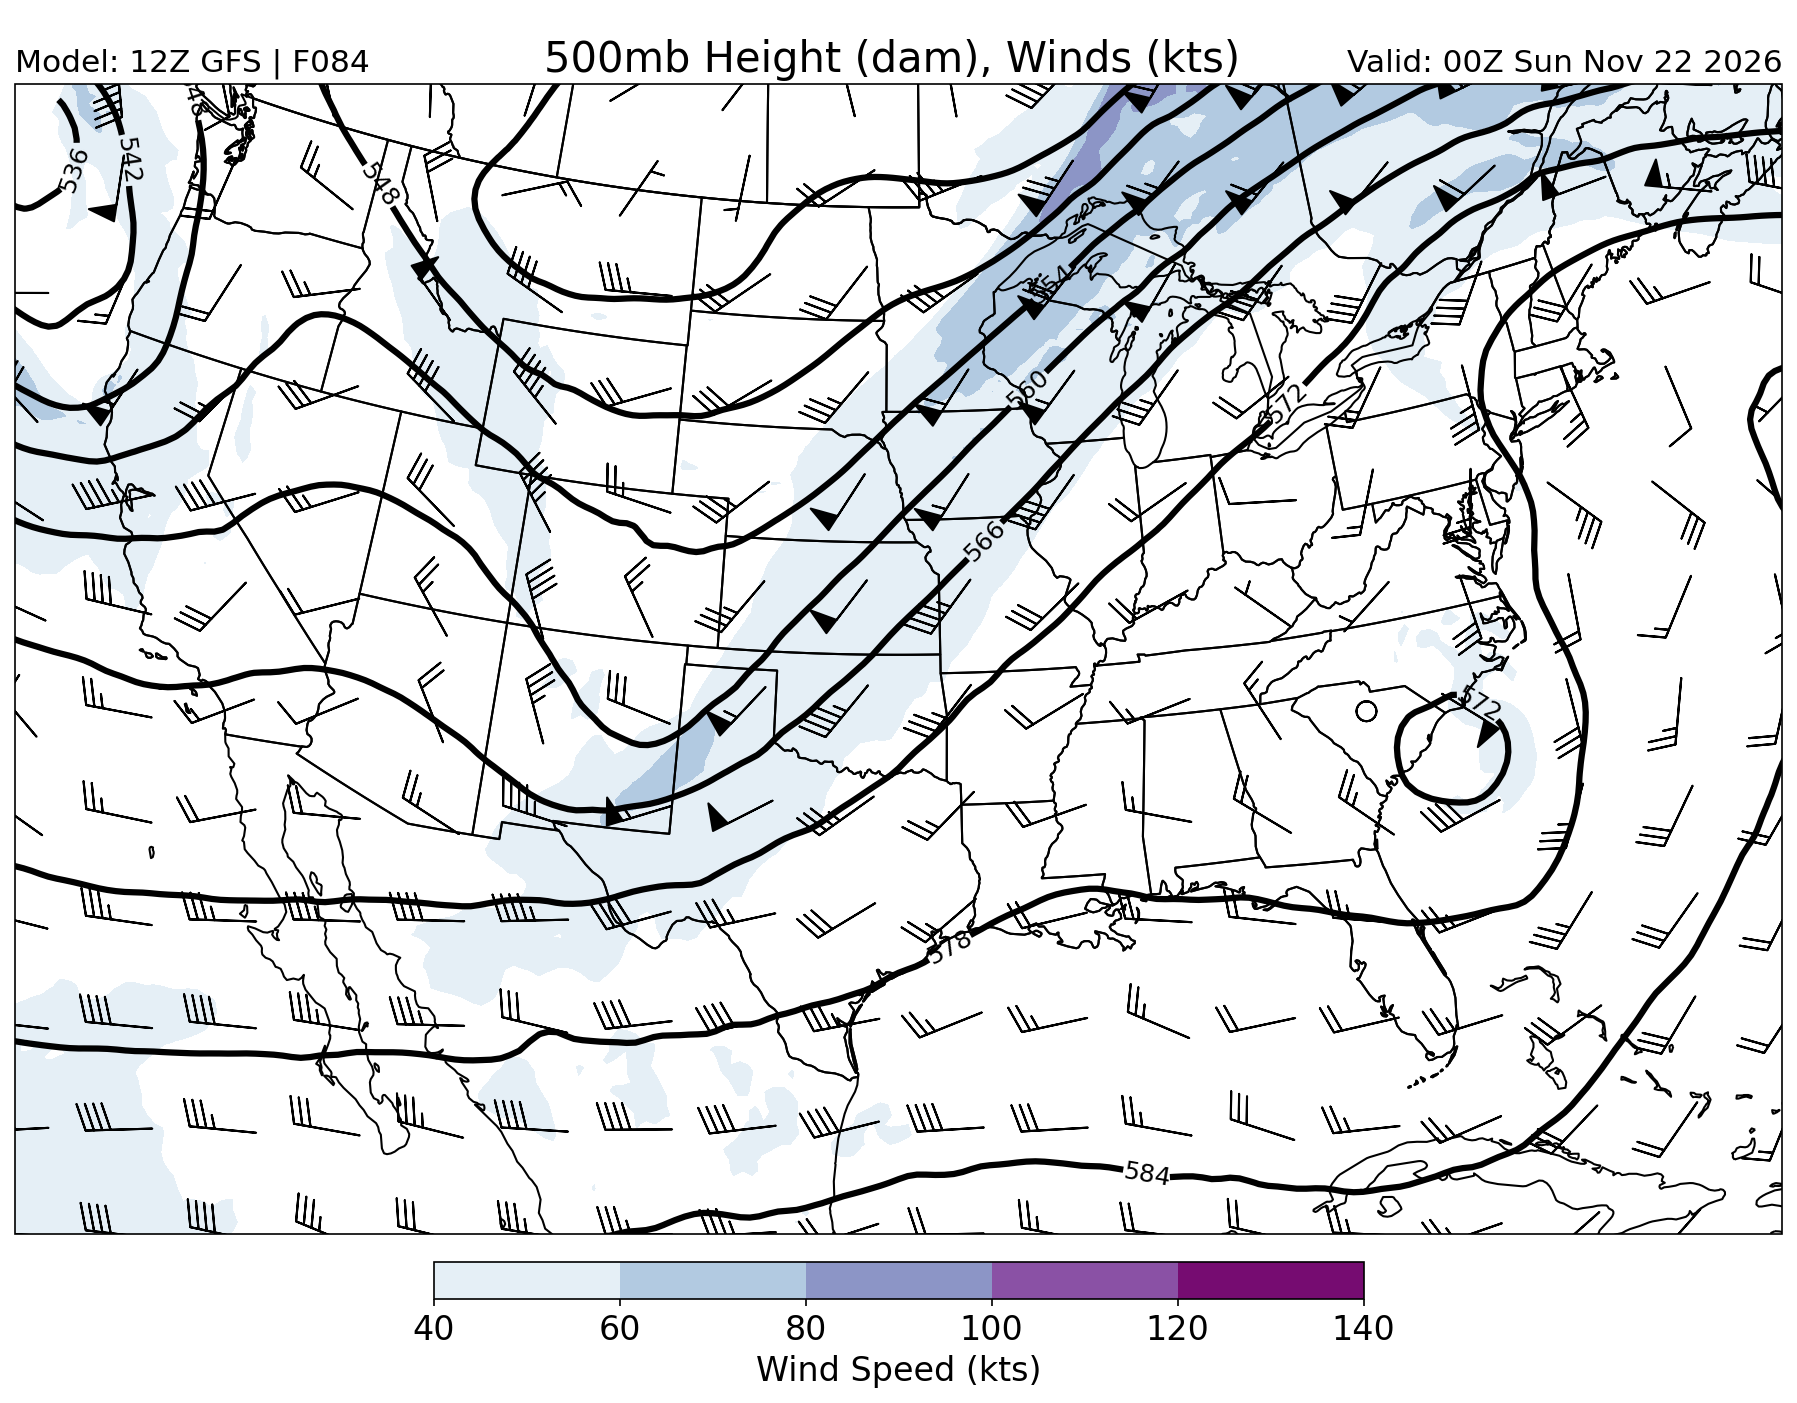 Model: 12Z GFS | F084
500mb Height (dam), Winds (kts)
Valid: 00Z Sun Nov 22 2026
536
542
548
554
560
572
566
572
578
584
40 60 80 100 120 140
Wind Speed (kts)